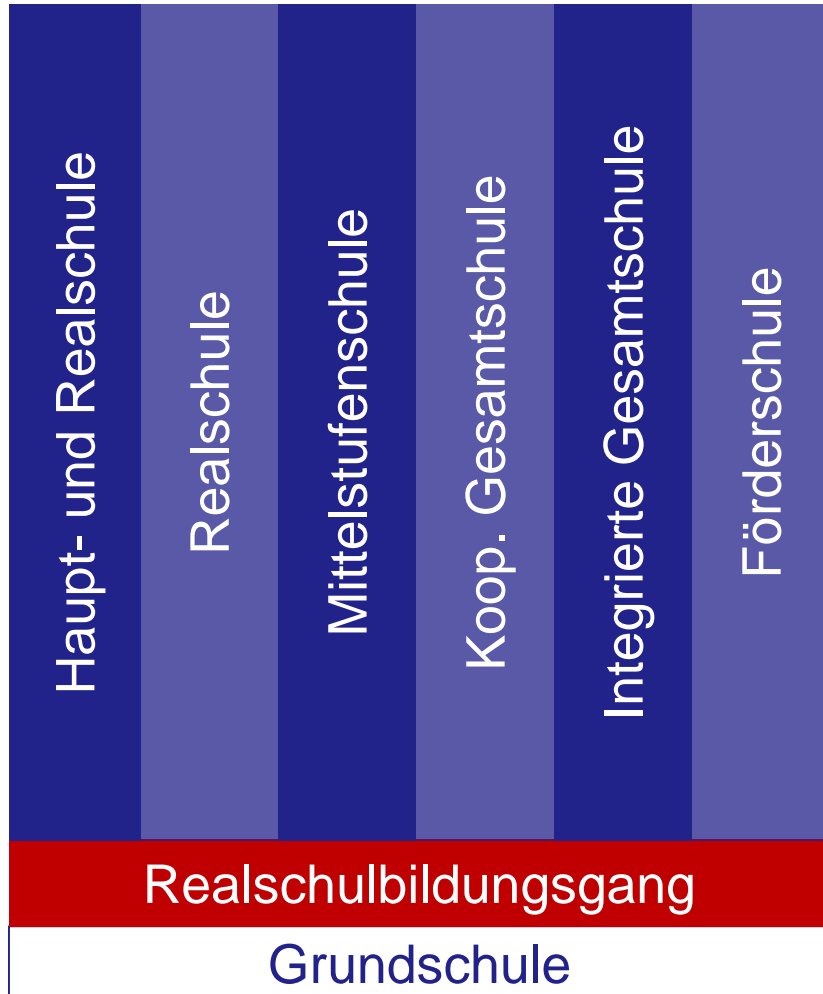 Haupt- und Realschule
Realschule
Mittelstufenschule
Koop. Gesamtschule
Integrierte Gesamtschule
Förderschule
Realschulbildungsgang
Grundschule